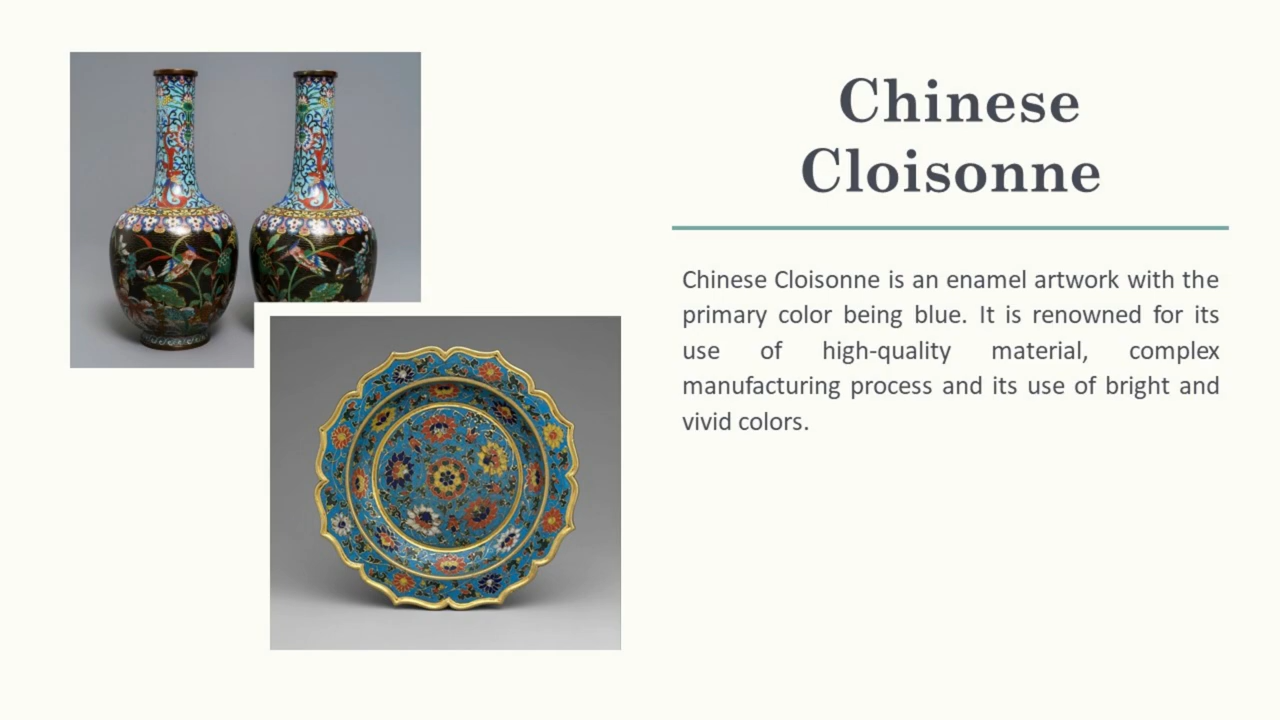 Chinese
Cloisonne
Chinese Cloisonne is an enamel artwork with the
primary color being blue. It is renowned for its
use of high-quality material, complex
manufacturing process and its use of bright and
vivid colors.